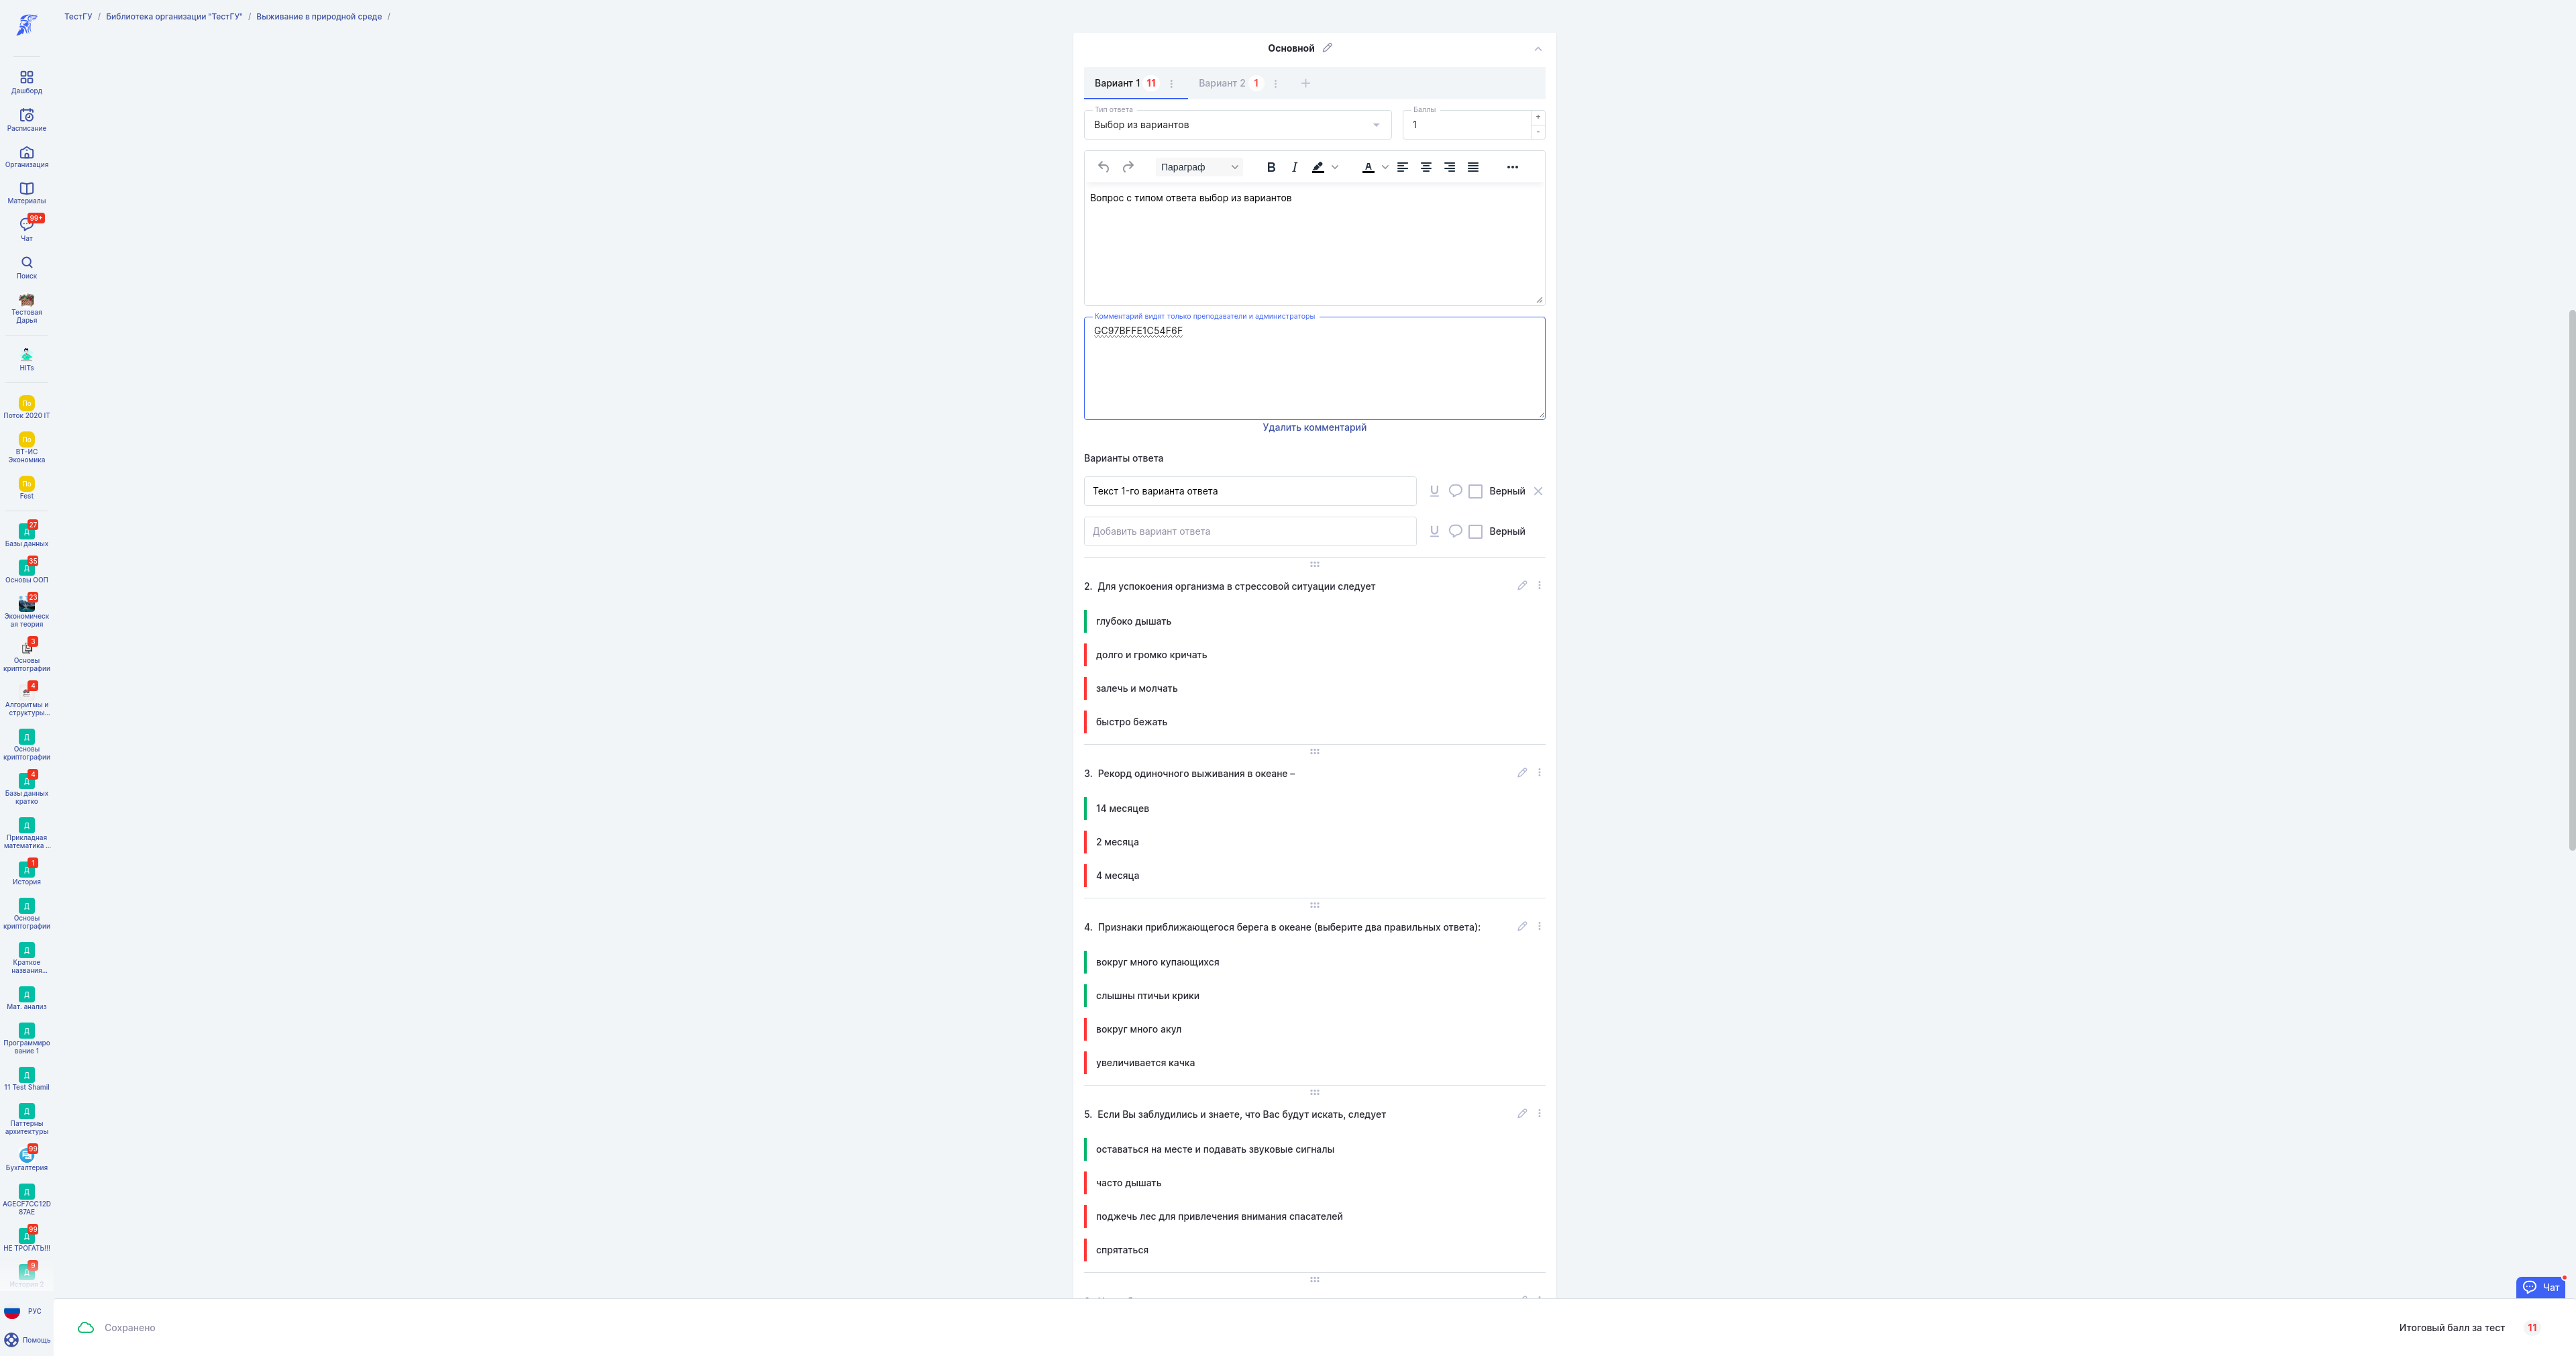 ТестГУ / Библиотека организации "ТестГУ" / Выживание в природной среде /
Дашборд
Расписание
Организация
Материалы
99+
Чат
Поиск
Тестовая
Дарья
HITs
По
Поток 2020 IT
По
ВТ-ИС
Экономика
По
Fest
27
Д
Базы данных
35
Д
Основы ООП
23
Экономическ
ая теория
3
Основы
криптографии
4
Алгоритмы и
структуры...
Д
Основы
криптографии
4
Д
Базы данных
кратко
Д
Прикладная
математика ...
1
Д
История
Д
Основы
криптографии
Д
Краткое
названия...
Д
Мат. анализ
Д
Программиро
вание 1
Д
11 Test Shamil
Д
Паттерны
архитектуры
99
Бухгалтерия
Д
AGECF7CC12D
87AE
99
Д
НЕ ТРОГАТЬ!!!
9
Д
История 2
РУС
Помощь
Основной
Вариант 1 11 Вариант 2 1 +
Тип ответа Баллы
Выбор из вариантов 1 + -
Параграф B I A
Вопрос с типом ответа выбор из вариантов
Комментарий видят только преподаватели и администраторы
GC97BFFE1C54F6F
Удалить комментарий
Варианты ответа
Текст 1-го варианта ответа U Верный
Добавить вариант ответа U Верный
2. Для успокоения организма в стрессовой ситуации следует
глубоко дышать
долго и громко кричать
залечь и молчать
быстро бежать
3. Рекорд одиночного выживания в океане –
14 месяцев
2 месяца
4 месяца
4. Признаки приближающегося берега в океане (выберите два правильных ответа):
вокруг много купающихся
слышны птичьи крики
вокруг много акул
увеличивается качка
5. Если Вы заблудились и знаете, что Вас будут искать, следует
оставаться на месте и подавать звуковые сигналы
часто дышать
поджечь лес для привлечения внимания спасателей
спрятаться
Чат
Сохранено
Итоговый балл за тест 11